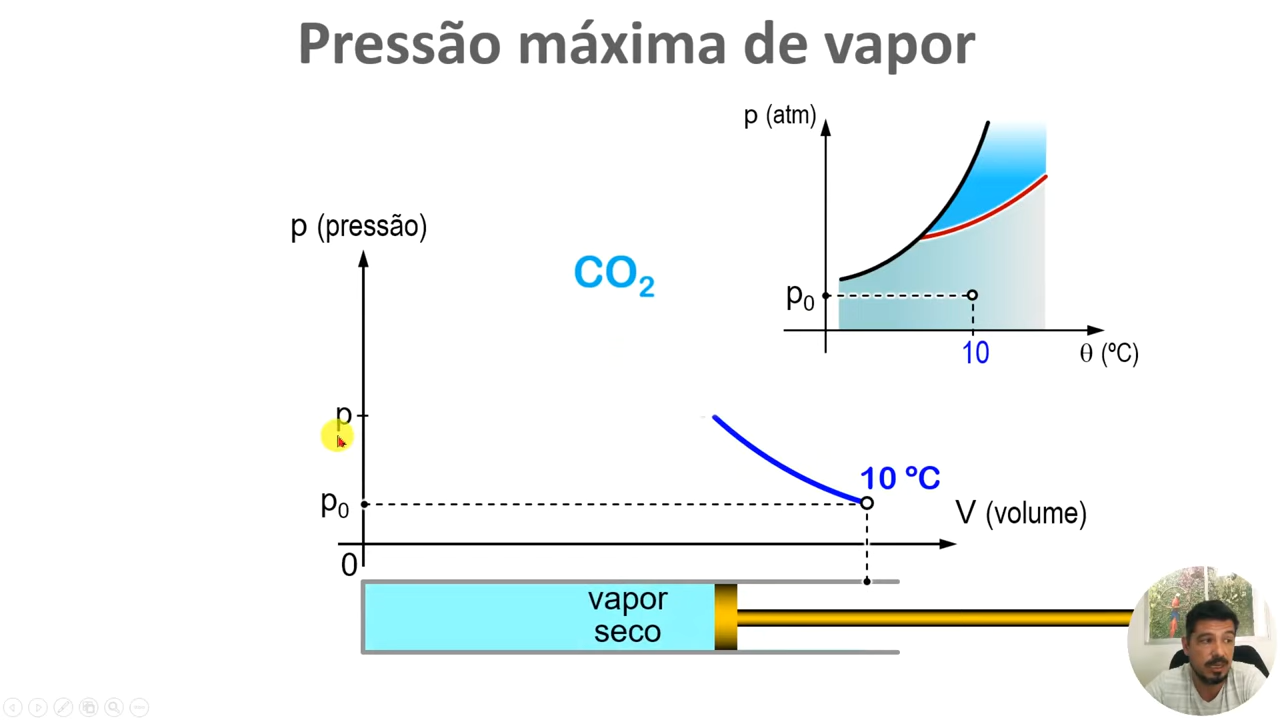 Pressão máxima de vapor
p (atm)
p (pressão)
CO₂
p₀
10
θ (ºC)
p
10 ºC
p₀
V (volume)
0
vapor
seco